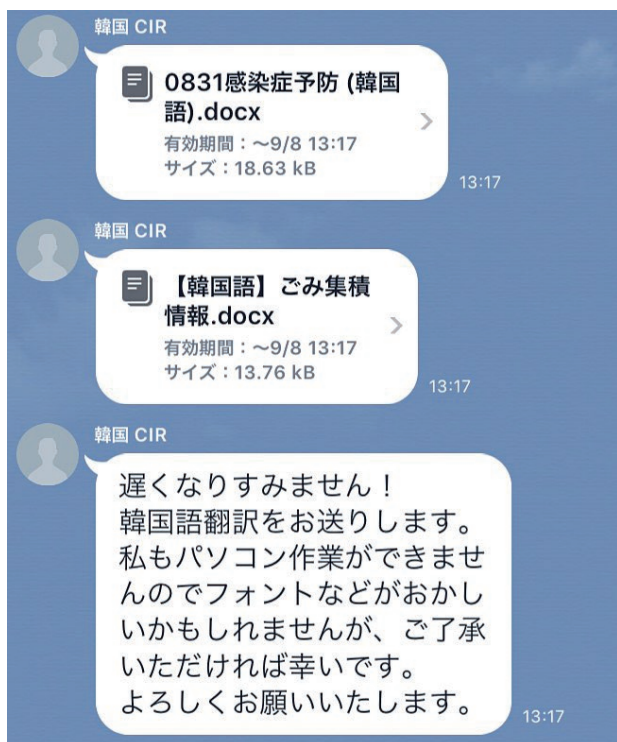 韓国 CIR
0831感染症予防 (韓国
語).docx
有効期間：～9/8 13:17
サイズ：18.63 kB
13:17
韓国 CIR
【韓国語】ごみ集積
情報.docx
有効期間：～9/8 13:17
サイズ：13.76 kB
13:17
韓国 CIR
遅くなりすみません！
韓国語翻訳をお送りします。
私もパソコン作業ができませ
んのでフォントなどがおかし
いかもしれませんが、ご了承
いただければ幸いです。
よろしくお願いいたします。
13:17